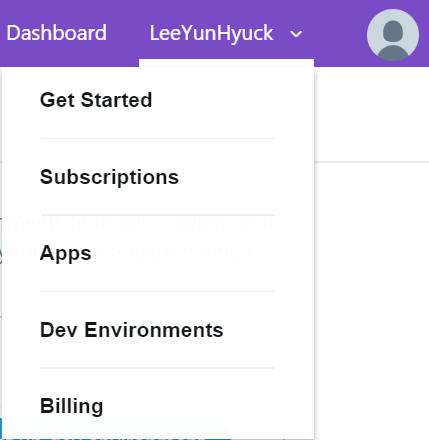 Dashboard LeeYunHyuck
Get Started
Subscriptions
Apps
Dev Environments
Billing